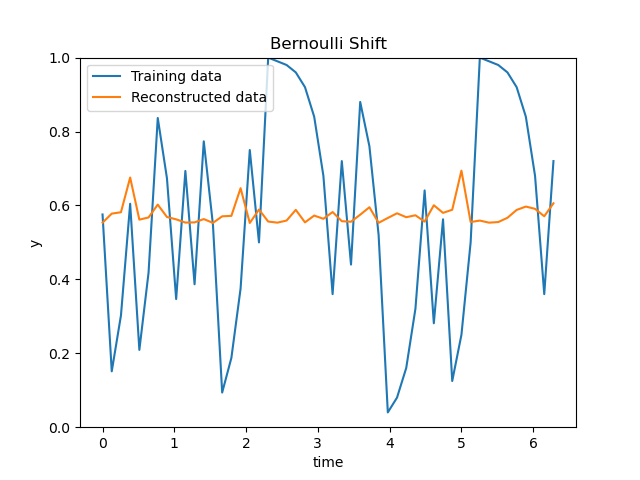 Bernoulli Shift
Training data
Reconstructed data
1.0
0.8
0.6
0.4
0.2
0.0
y
0 1 2 3 4 5 6
time